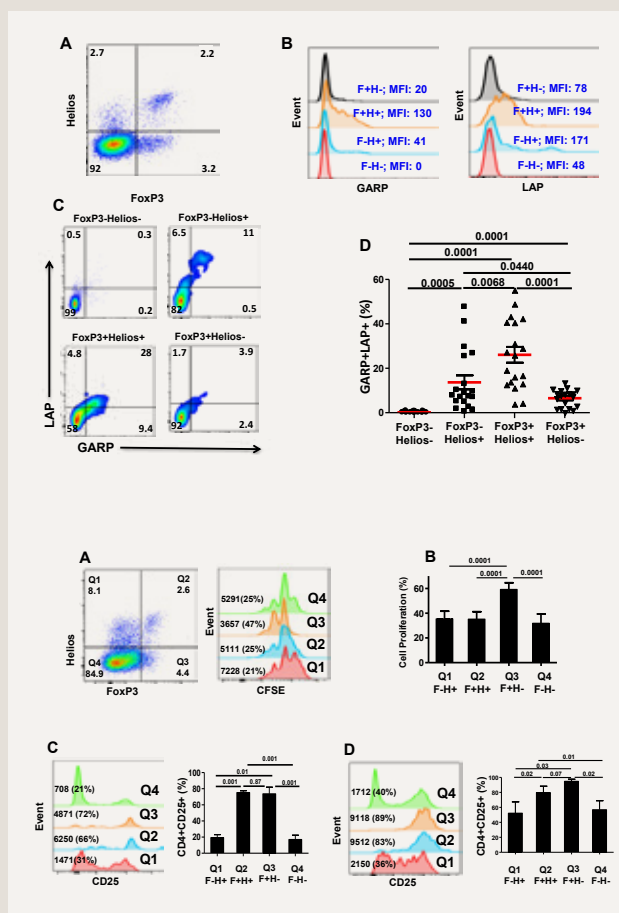 A
2.7
2.2
Helios
92
3.2
FoxP3
B
Event
F+H-; MFI: 20
F+H+; MFI: 130
F-H+; MFI: 41
F-H-; MFI: 0
GARP
Event
F+H-; MFI: 78
F+H+; MFI: 194
F-H+; MFI: 171
F-H-; MFI: 48
LAP
C
FoxP3-Helios-
0.5
0.3
99
0.2
FoxP3-Helios+
6.5
11
82
0.5
FoxP3+Helios+
4.8
28
58
9.4
FoxP3+Helios-
1.7
3.9
92
2.4
LAP
GARP
D
0.0001
0.0001
0.0440
0.0005
0.0068
0.0001
GARP+LAP+ (%)
60
40
20
0
FoxP3-
Helios-
FoxP3-
Helios+
FoxP3+
Helios+
FoxP3+
Helios-
A
Q1
8.1
Q2
2.6
Helios
Q4
84.9
Q3
4.4
FoxP3
Event
5291(25%) Q4
3657 (47%) Q3
5111 (25%) Q2
7228 (21%) Q1
CFSE
B
0.0001
0.0001
0.0001
Cell Proliferation (%)
80
60
40
20
0
Q1
F-H+
Q2
F+H+
Q3
F+H-
Q4
F-H-
C
Event
708 (21%) Q4
4871 (72%) Q3
6250 (66%) Q2
1471(31%) Q1
CD25
0.001
0.01
0.001
0.87
0.001
CD4+CD25+ (%)
100
80
60
40
20
0
Q1
F-H+
Q2
F+H+
Q3
F+H-
Q4
F-H-
D
Event
1712 (40%) Q4
9118 (89%) Q3
9512 (83%) Q2
2150 (36%) Q1
CD25
0.01
0.03
0.02
0.07
0.02
CD4+CD25+ (%)
100
80
60
40
20
0
Q1
F-H+
Q2
F+H+
Q3
F+H-
Q4
F-H-